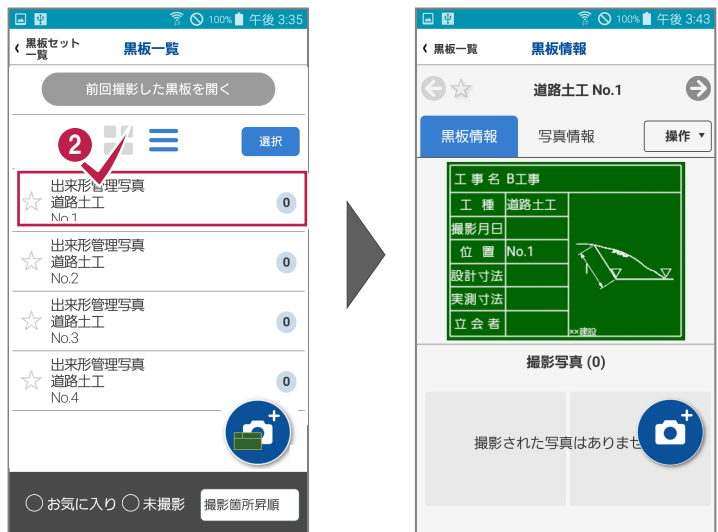 100% 午後 3:35
黒板セット
一覧
黒板一覧
前回撮影した黒板を開く
2
選択
出来形管理写真
道路土工
No.1
0
出来形管理写真
道路土工
No.2
0
出来形管理写真
道路土工
No.3
0
出来形管理写真
道路土工
No.4
0
お気に入り 未撮影 撮影箇所昇順
100% 午後 3:43
黒板一覧 黒板情報
道路土工 No.1
黒板情報 写真情報 操作 ▼
工事名 B工事
工種 道路土工
撮影月日
位置 No.1
設計寸法
実測寸法
立会者
××建設
撮影写真 (0)
撮影された写真はありませ